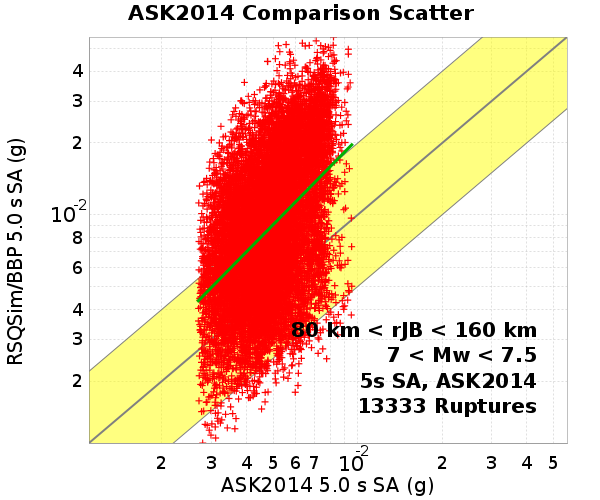 ASK2014 Comparison Scatter
RSQSim/BBP 5.0 s SA (g)
4
3
2
10-2
8
6
4
3
2
80 km < rJB < 160 km
7 < Mw < 7.5
5s SA, ASK2014
13333 Ruptures
2 3 4 5 6 7 10-2 2 3 4 5
ASK2014 5.0 s SA (g)